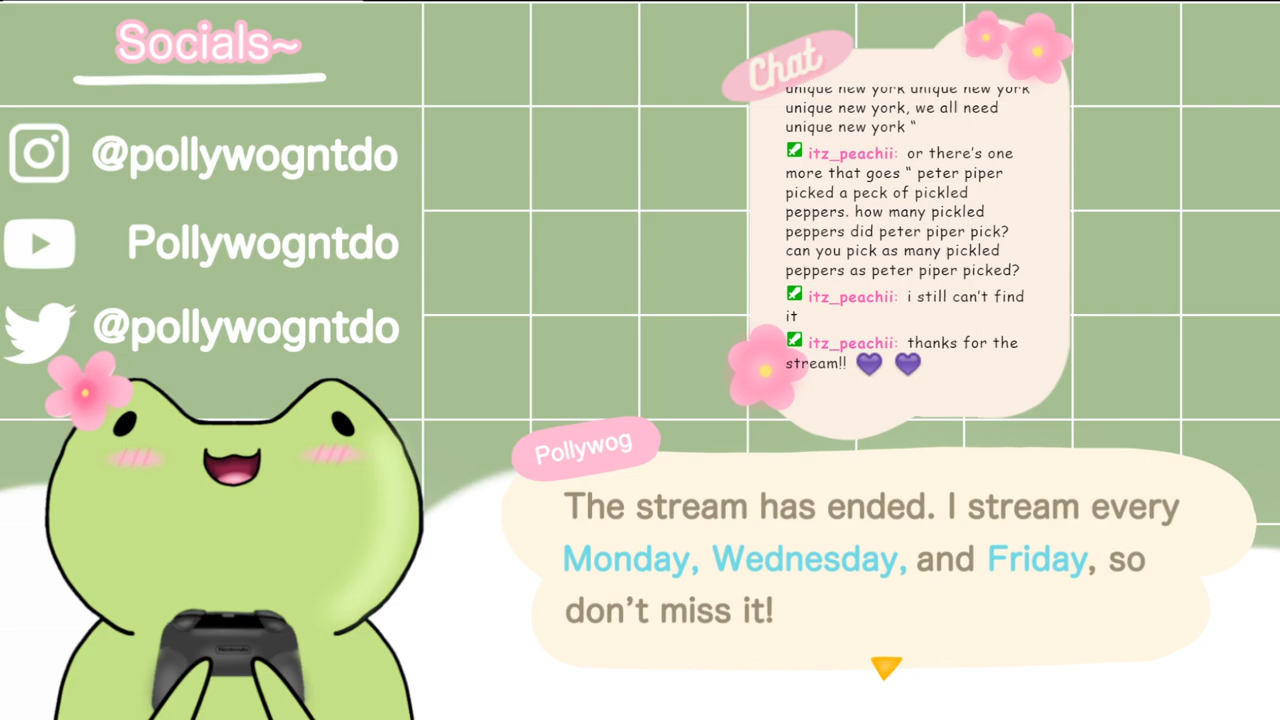 Socials~
@pollywogntdo
Pollywogntdo
@pollywogntdo
Chat
unique new york unique new york
unique new york, we all need
unique new york “
itz_peachii: or there's one
more that goes “ peter piper
picked a peck of pickled
peppers. how many pickled
peppers did peter piper pick?
can you pick as many pickled
peppers as peter piper picked?
itz_peachii: i still can't find
it
itz_peachii: thanks for the
stream!!
Pollywog
The stream has ended. I stream every
Monday, Wednesday, and Friday, so
don't miss it!
Nintendo